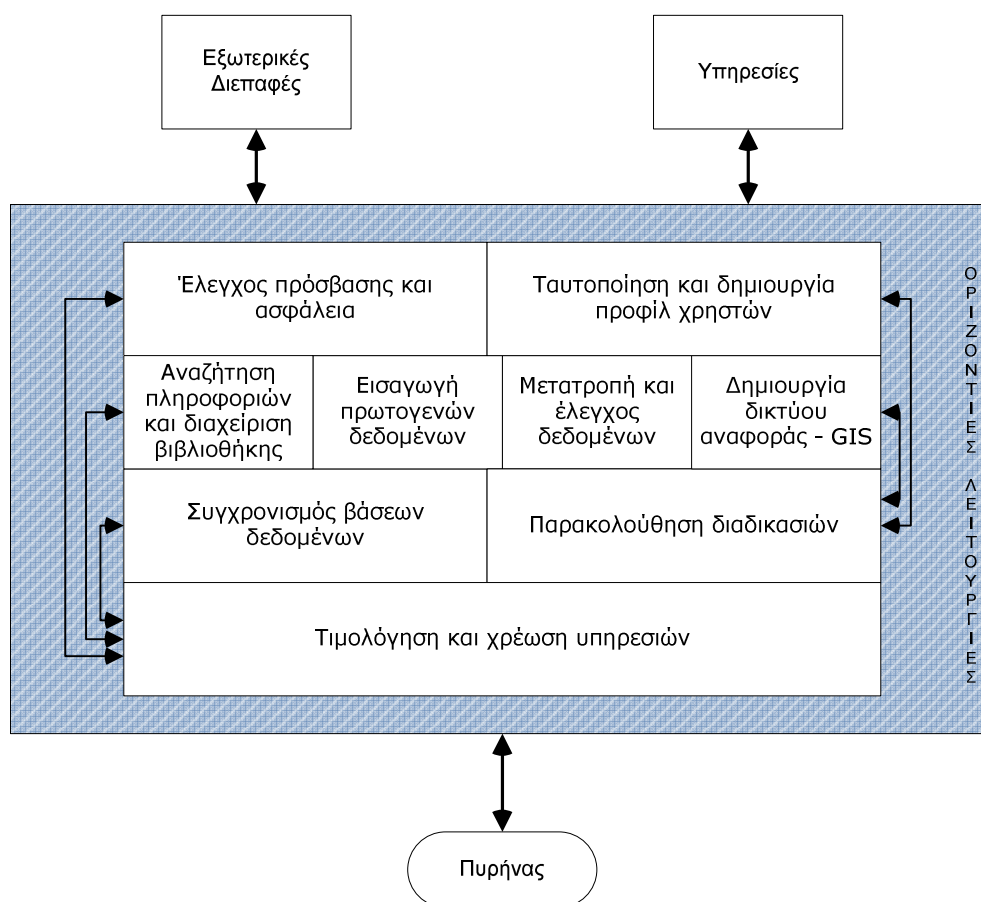 Εξωτερικές
Διεπαφές
Υπηρεσίες
Έλεγχος πρόσβασης και
ασφάλεια
Ταυτοποίηση και δημιουργία
προφίλ χρηστών
Αναζήτηση
πληροφοριών
και διαχείριση
βιβλιοθήκης
Εισαγωγή
πρωτογενών
δεδομένων
Μετατροπή και
έλεγχος
δεδομένων
Δημιουργία
δικτύου
αναφοράς - GIS
Συγχρονισμός βάσεων
δεδομένων
Παρακολούθηση διαδικασιών
Τιμολόγηση και χρέωση υπηρεσιών
ΟΡΙΖΟΝΤΙΕΣ ΛΕΙΤΟΥΡΓΙΕΣ
Πυρήνας